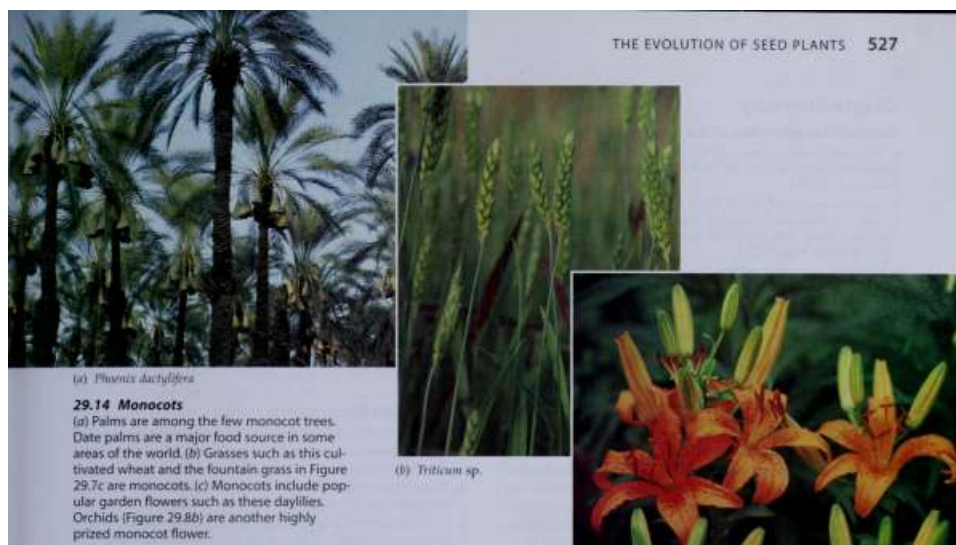 THE EVOLUTION OF SEED PLANTS 527
(a) Phoenix dactylifera
29.14 Monocots
(a) Palms are among the few monocot trees.
Date palms are a major food source in some
areas of the world. (b) Grasses such as this cul-
tivated wheat and the fountain grass in Figure
29.7c are monocots. (c) Monocots include pop-
ular garden flowers such as these daylilies.
Orchids (Figure 29.8b) are another highly
prized monocot flower.
(b) Triticum sp.